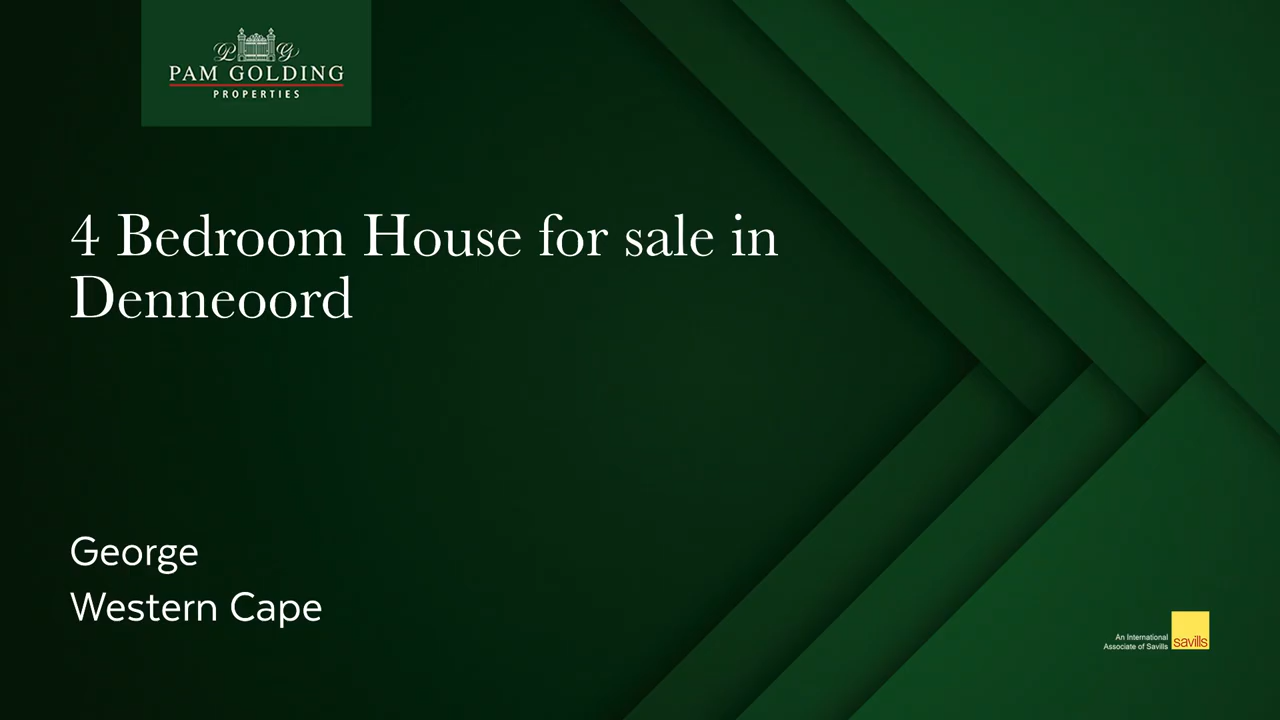 P G
PAM GOLDING
PROPERTIES
4 Bedroom House for sale in
Denneoord
George
Western Cape
An International
Associate of Savills
savills